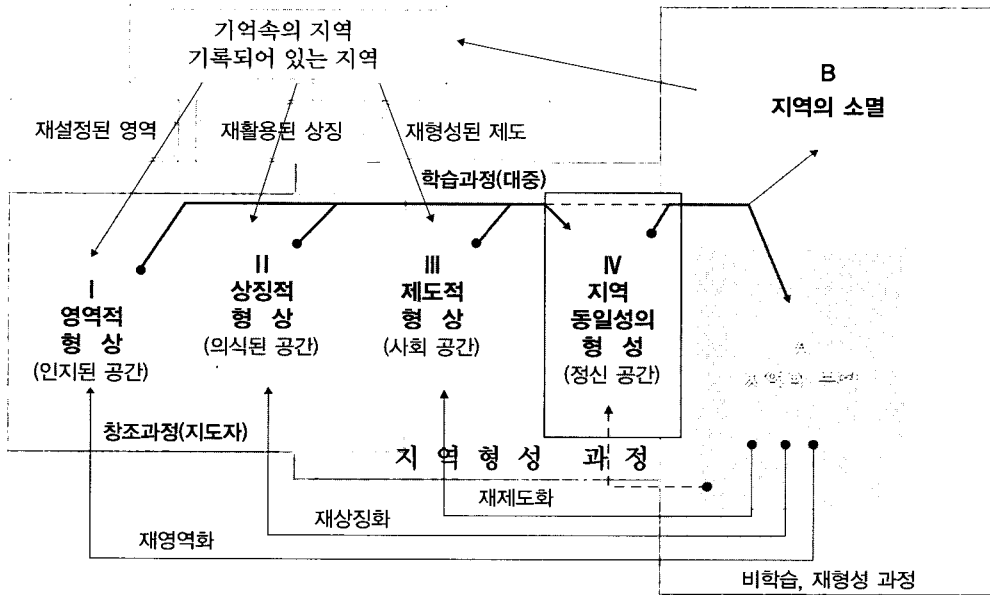 기억속의 지역
기록되어 있는 지역
B
지역의 소멸
재설정된 영역
재활용된 상징
재형성된 제도
학습과정(대중)
I
영역적
형 상
(인지된 공간)
II
상징적
형 상
(의식된 공간)
III
제도적
형 상
(사회 공간)
IV
지역
동일성의
형 성
(정신 공간)
A
창조과정(지도자)
지 역 형 성 과 정
재제도화
재상징화
재영역화
비학습, 재형성 과정